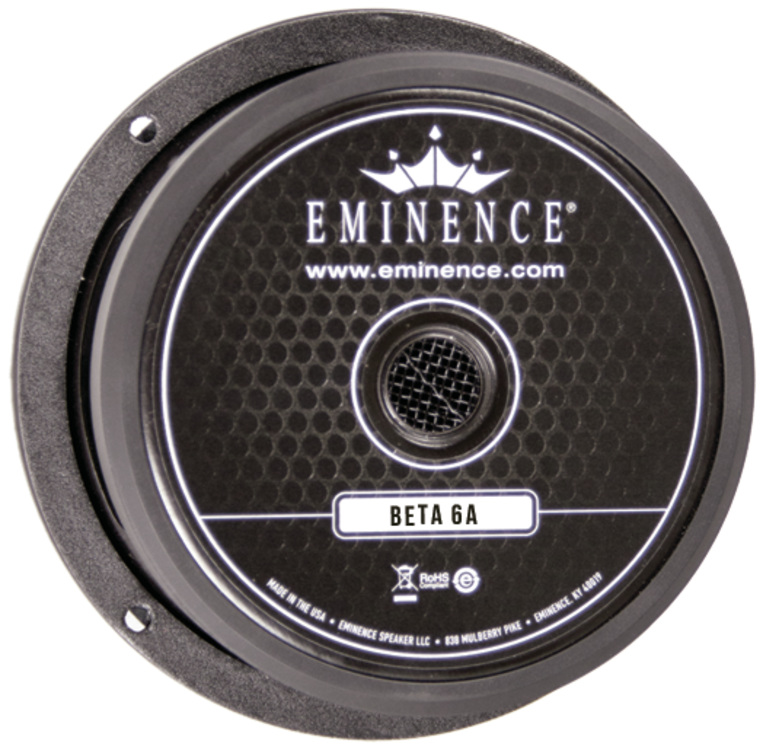 EMINENCE®
www.eminence.com
BETA 6A
RoHS
Compliant
e
MADE IN THE USA • EMINENCE SPEAKER LLC • 838 MULBERRY PIKE • EMINENCE, KY 40019